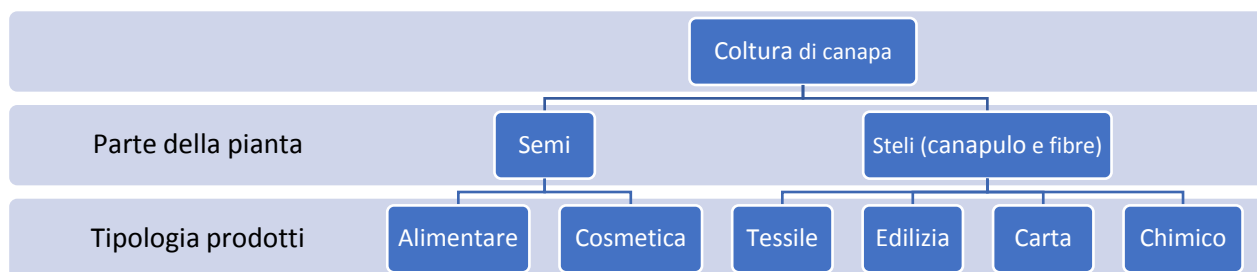 Coltura di canapa
Parte della pianta
Semi
Steli (canapulo e fibre)
Tipologia prodotti
Alimentare
Cosmetica
Tessile
Edilizia
Carta
Chimico